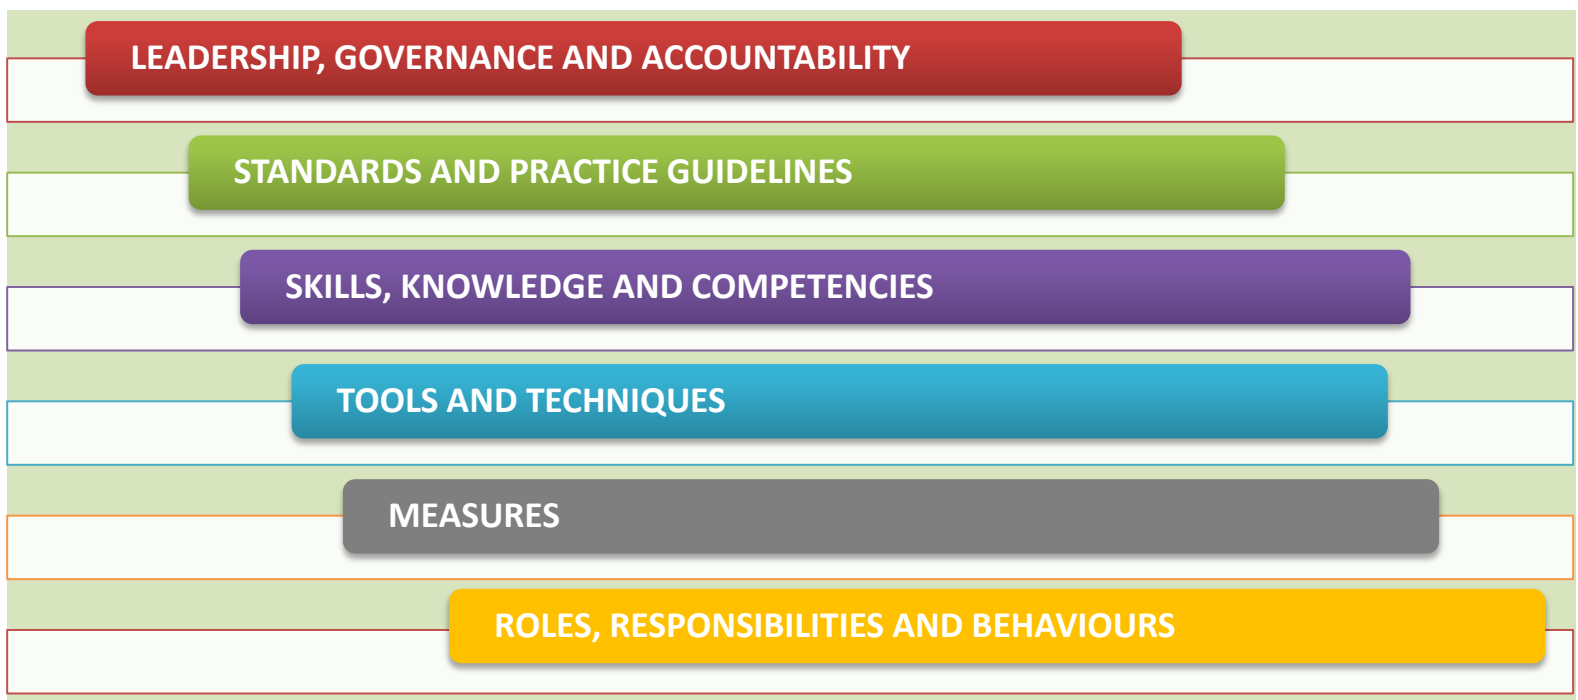 LEADERSHIP, GOVERNANCE AND ACCOUNTABILITY
STANDARDS AND PRACTICE GUIDELINES
SKILLS, KNOWLEDGE AND COMPETENCIES
TOOLS AND TECHNIQUES
MEASURES
ROLES, RESPONSIBILITIES AND BEHAVIOURS